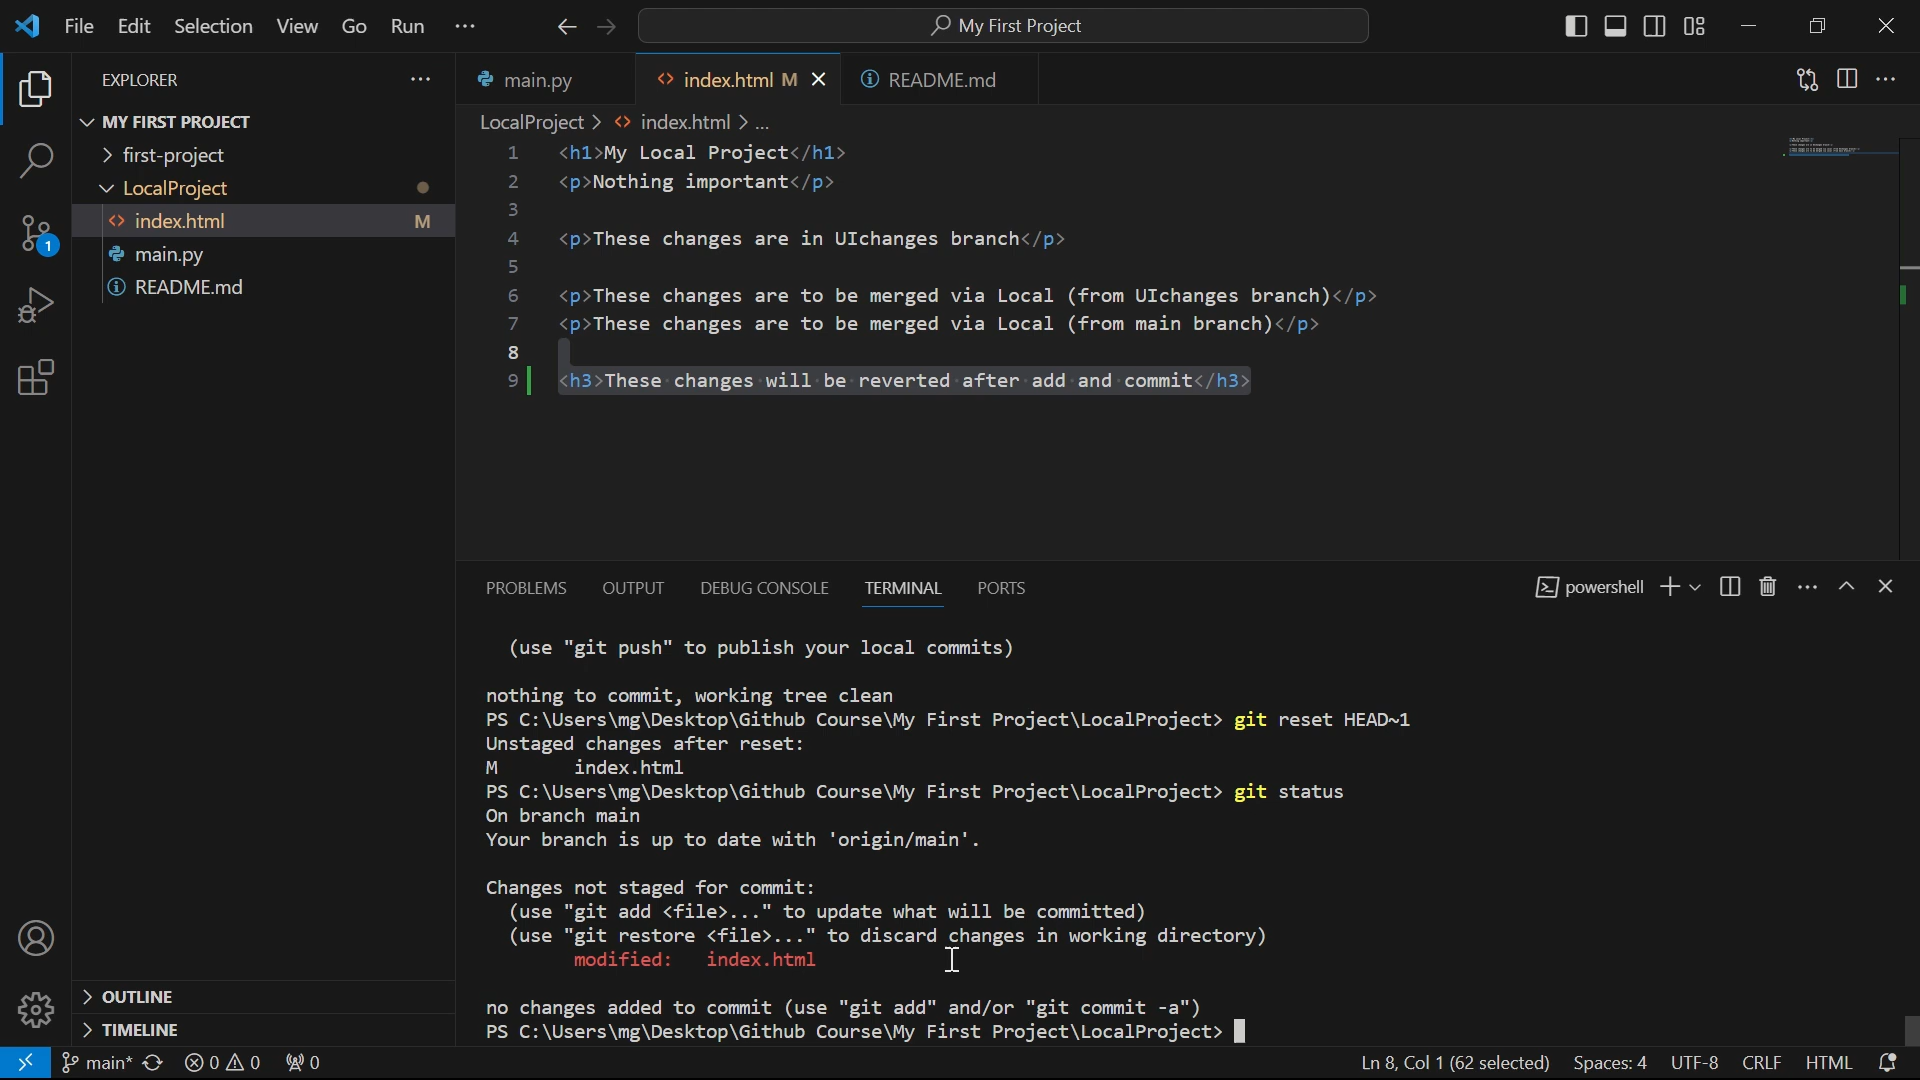 File Edit Selection View Go Run ··· My First Project
EXPLORER ···
MY FIRST PROJECT
first-project
LocalProject
index.html M
main.py
README.md
OUTLINE
TIMELINE
1
main.py index.html M README.md
LocalProject > index.html > ...
1 <h1>My Local Project</h1>
2 <p>Nothing important</p>
3
4 <p>These changes are in UIchanges branch</p>
5
6 <p>These changes are to be merged via Local (from UIchanges branch)</p>
7 <p>These changes are to be merged via Local (from main branch)</p>
8
9 <h3>These changes will be reverted after add and commit</h3>
PROBLEMS OUTPUT DEBUG CONSOLE TERMINAL PORTS powershell
(use "git push" to publish your local commits)
nothing to commit, working tree clean
PS C:\Users\mg\Desktop\Github Course\My First Project\LocalProject> git reset HEAD~1
Unstaged changes after reset:
M index.html
PS C:\Users\mg\Desktop\Github Course\My First Project\LocalProject> git status
On branch main
Your branch is up to date with 'origin/main'.
Changes not staged for commit:
(use "git add <file>..." to update what will be committed)
(use "git restore <file>..." to discard changes in working directory)
modified: index.html
no changes added to commit (use "git add" and/or "git commit -a")
PS C:\Users\mg\Desktop\Github Course\My First Project\LocalProject>
main* 0 0 0 Ln 8, Col 1 (62 selected) Spaces: 4 UTF-8 CRLF HTML